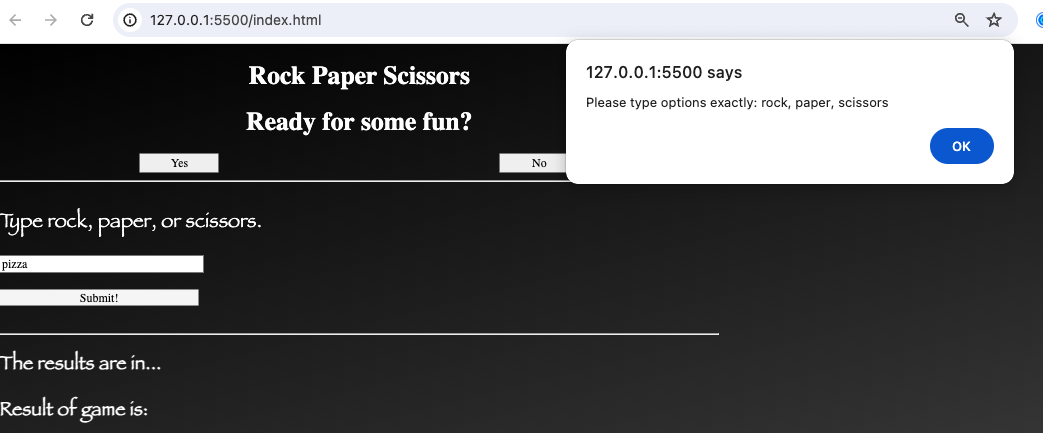 127.0.0.1:5500/index.html
127.0.0.1:5500 says
Please type options exactly: rock, paper, scissors
OK
Rock Paper Scissors
Ready for some fun?
Yes
No
Type rock, paper, or scissors.
pizza
Submit!
The results are in...
Result of game is: